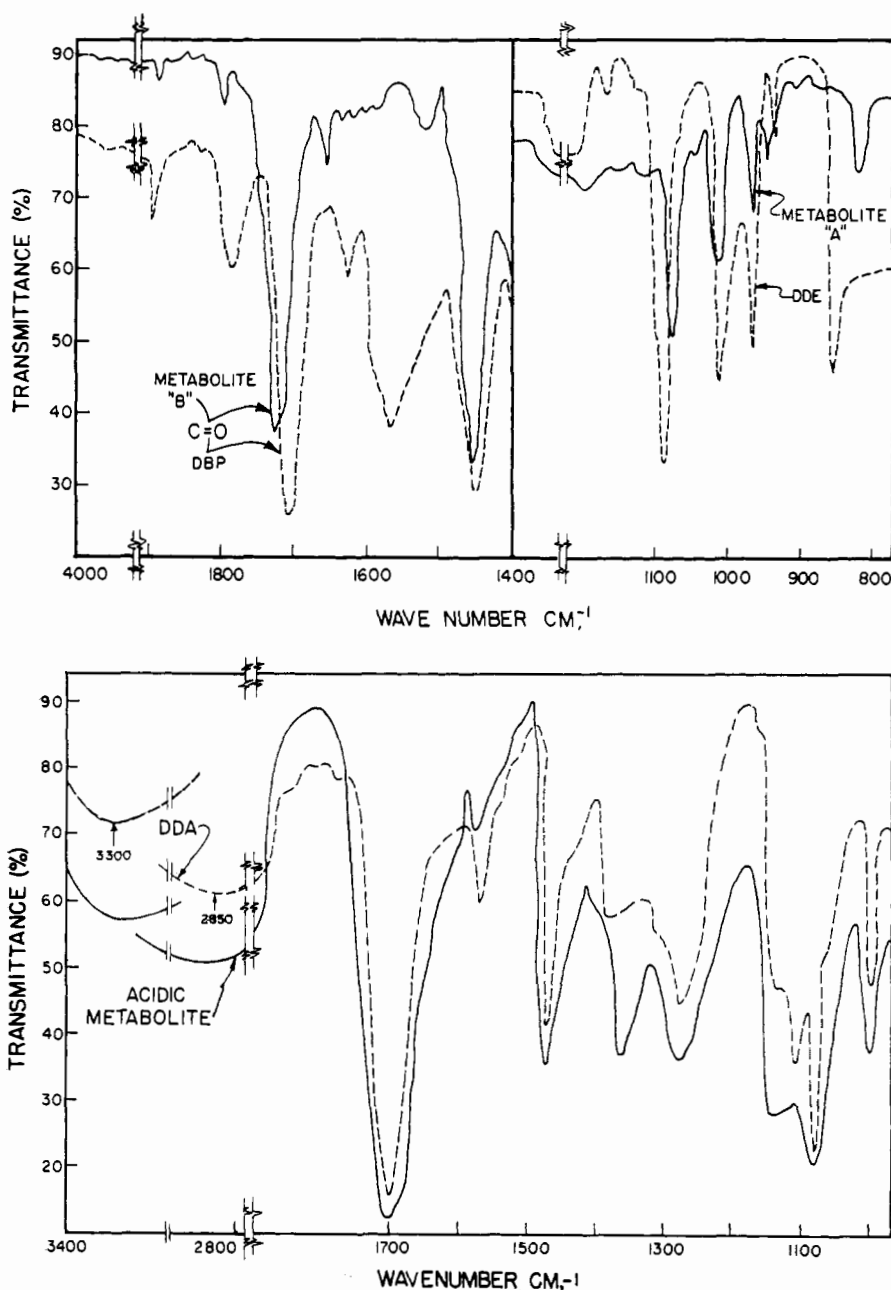 TRANSMITTANCE (%)
90
80
70
60
50
40
30
METABOLITE
"B"
C=O
DBP
METABOLITE
"A"
DDE
4000 1800 1600 1400 1100 1000 900 800
WAVE NUMBER CM,-1
TRANSMITTANCE (%)
90
80
70
60
50
40
30
20
3300
DDA
2850
ACIDIC
METABOLITE
3400 2800 1700 1500 1300 1100
WAVENUMBER CM,-1